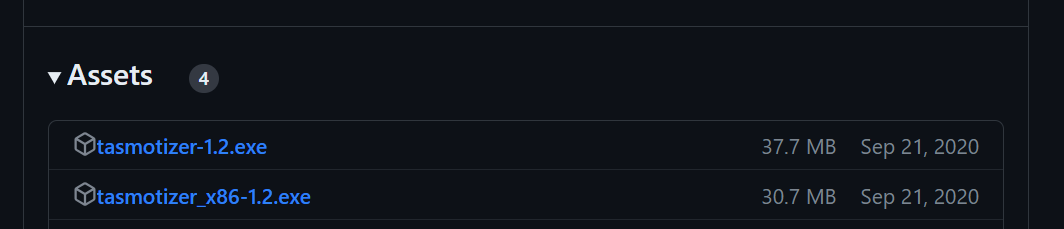 Assets 4
tasmotizer-1.2.exe 37.7 MB Sep 21, 2020
tasmotizer_x86-1.2.exe 30.7 MB Sep 21, 2020